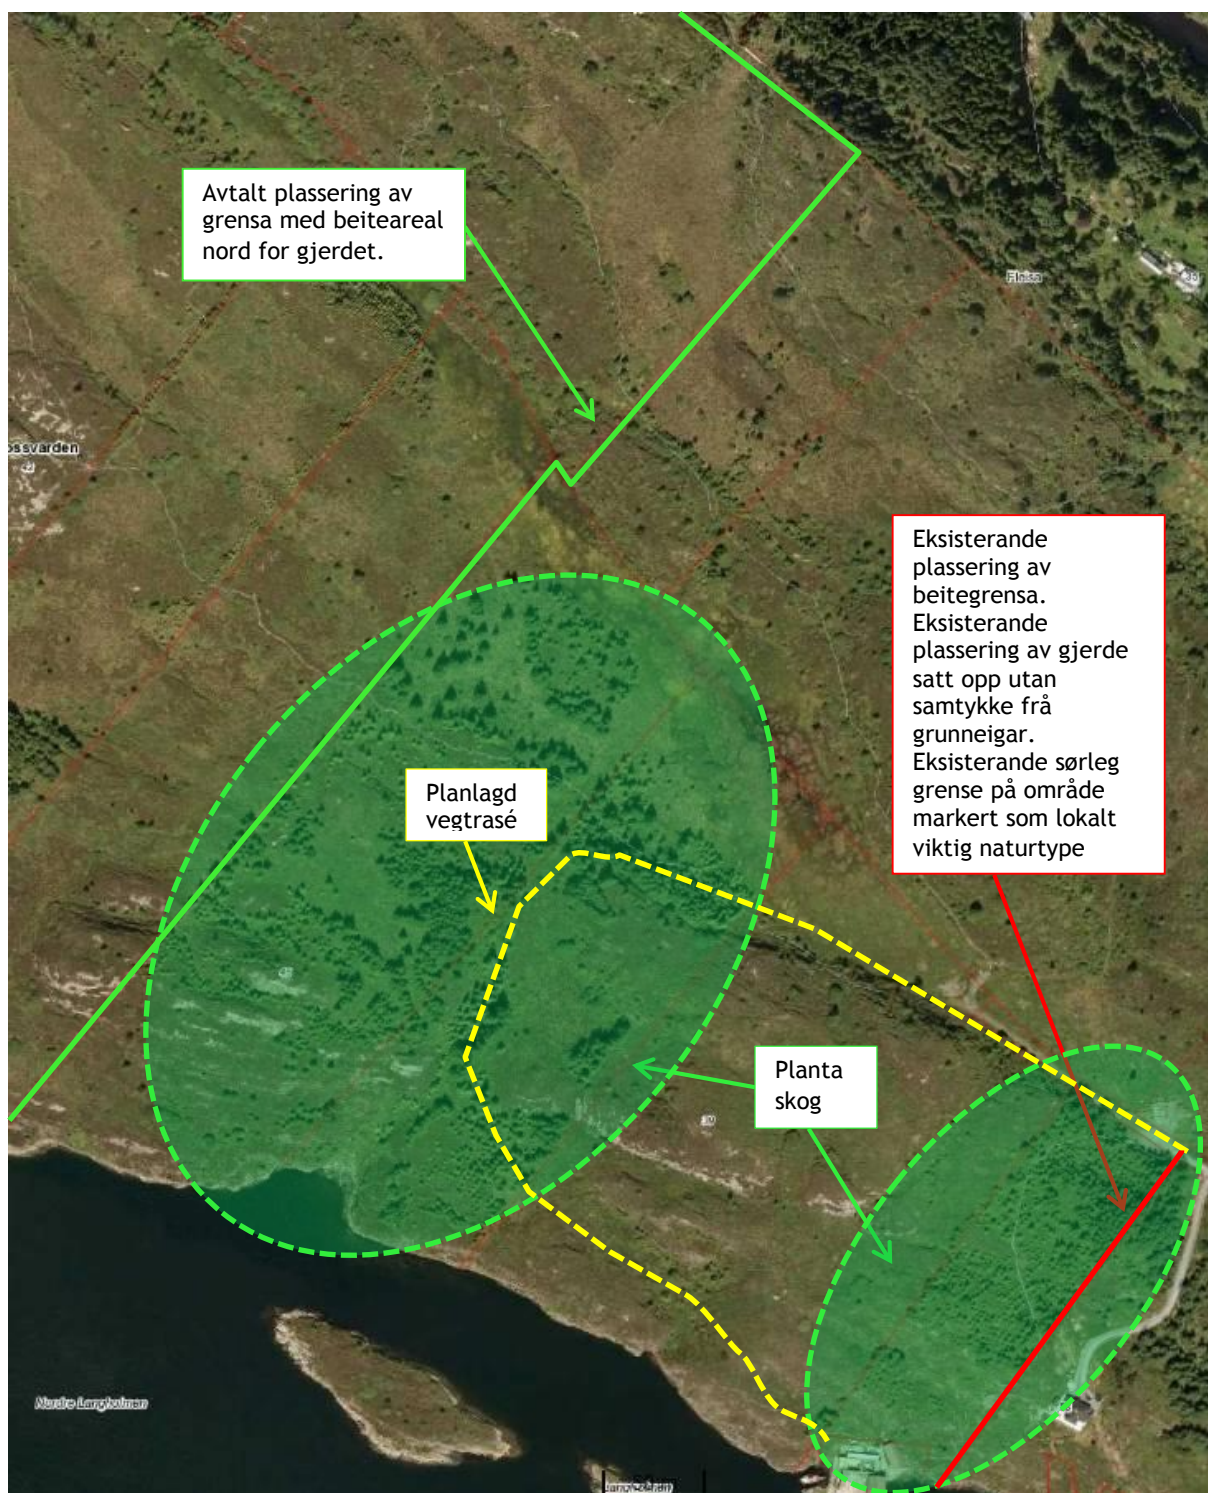 Avtalt plassering av
grensa med beiteareal
nord for gjerdet.
Eksisterande
plassering av
beitegrensa.
Eksisterande
plassering av gjerde
satt opp utan
samtykke frå
grunneigar.
Eksisterande sørleg
grense på område
markert som lokalt
viktig naturtype
Planlagd
vegtrasé
Planta
skog
Nordre Langholmen